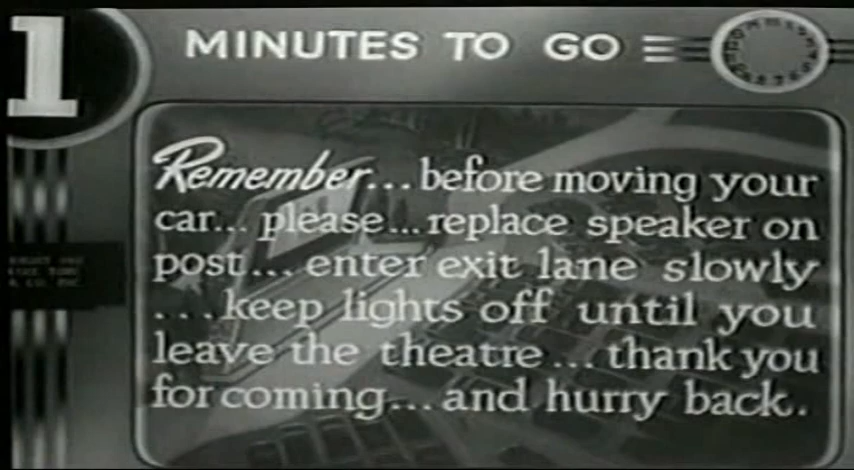 1 MINUTES TO GO
Remember... before moving your
car... please... replace speaker on
post... enter exit lane slowly
...keep lights off until you
leave the theatre... thank you
for coming... and hurry back..